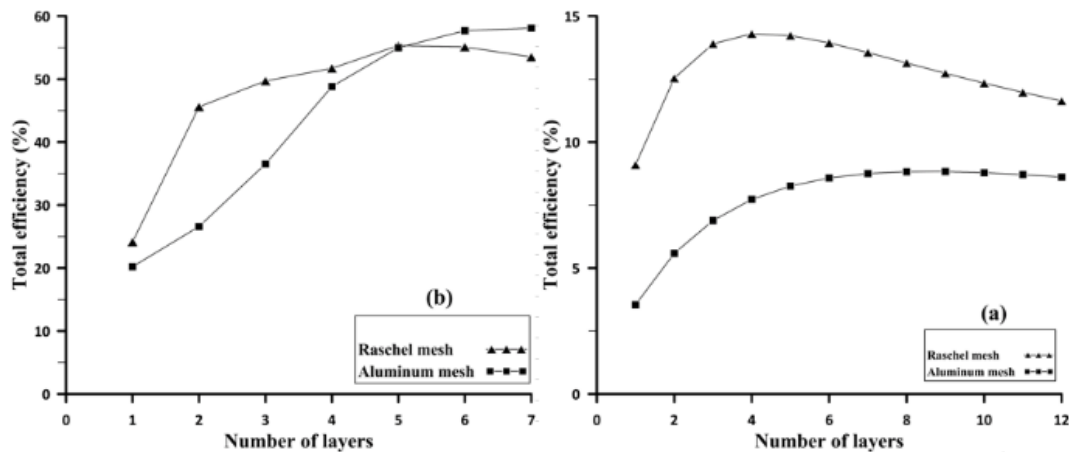 60
50
40
30
20
10
0
Total efficiency (%)
(b)
Raschel mesh
Aluminum mesh
0 1 2 3 4 5 6 7
Number of layers
15
10
5
0
Total efficiency (%)
(a)
Raschel mesh
Aluminum mesh
0 2 4 6 8 10 12
Number of layers